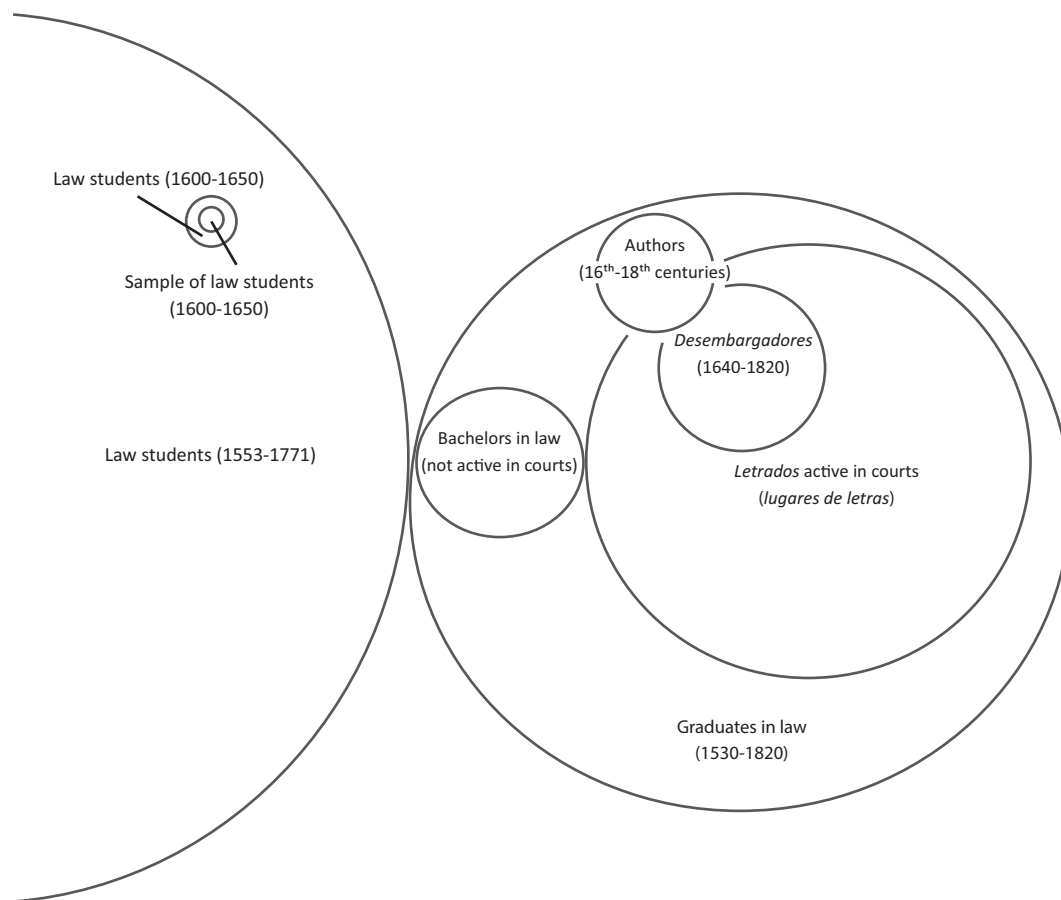 Law students (1600-1650)
Sample of law students
(1600-1650)
Law students (1553-1771)
Authors
(16th-18th centuries)
Desembargadores
(1640-1820)
Bachelors in law
(not active in courts)
Letrados active in courts
(lugares de letras)
Graduates in law
(1530-1820)